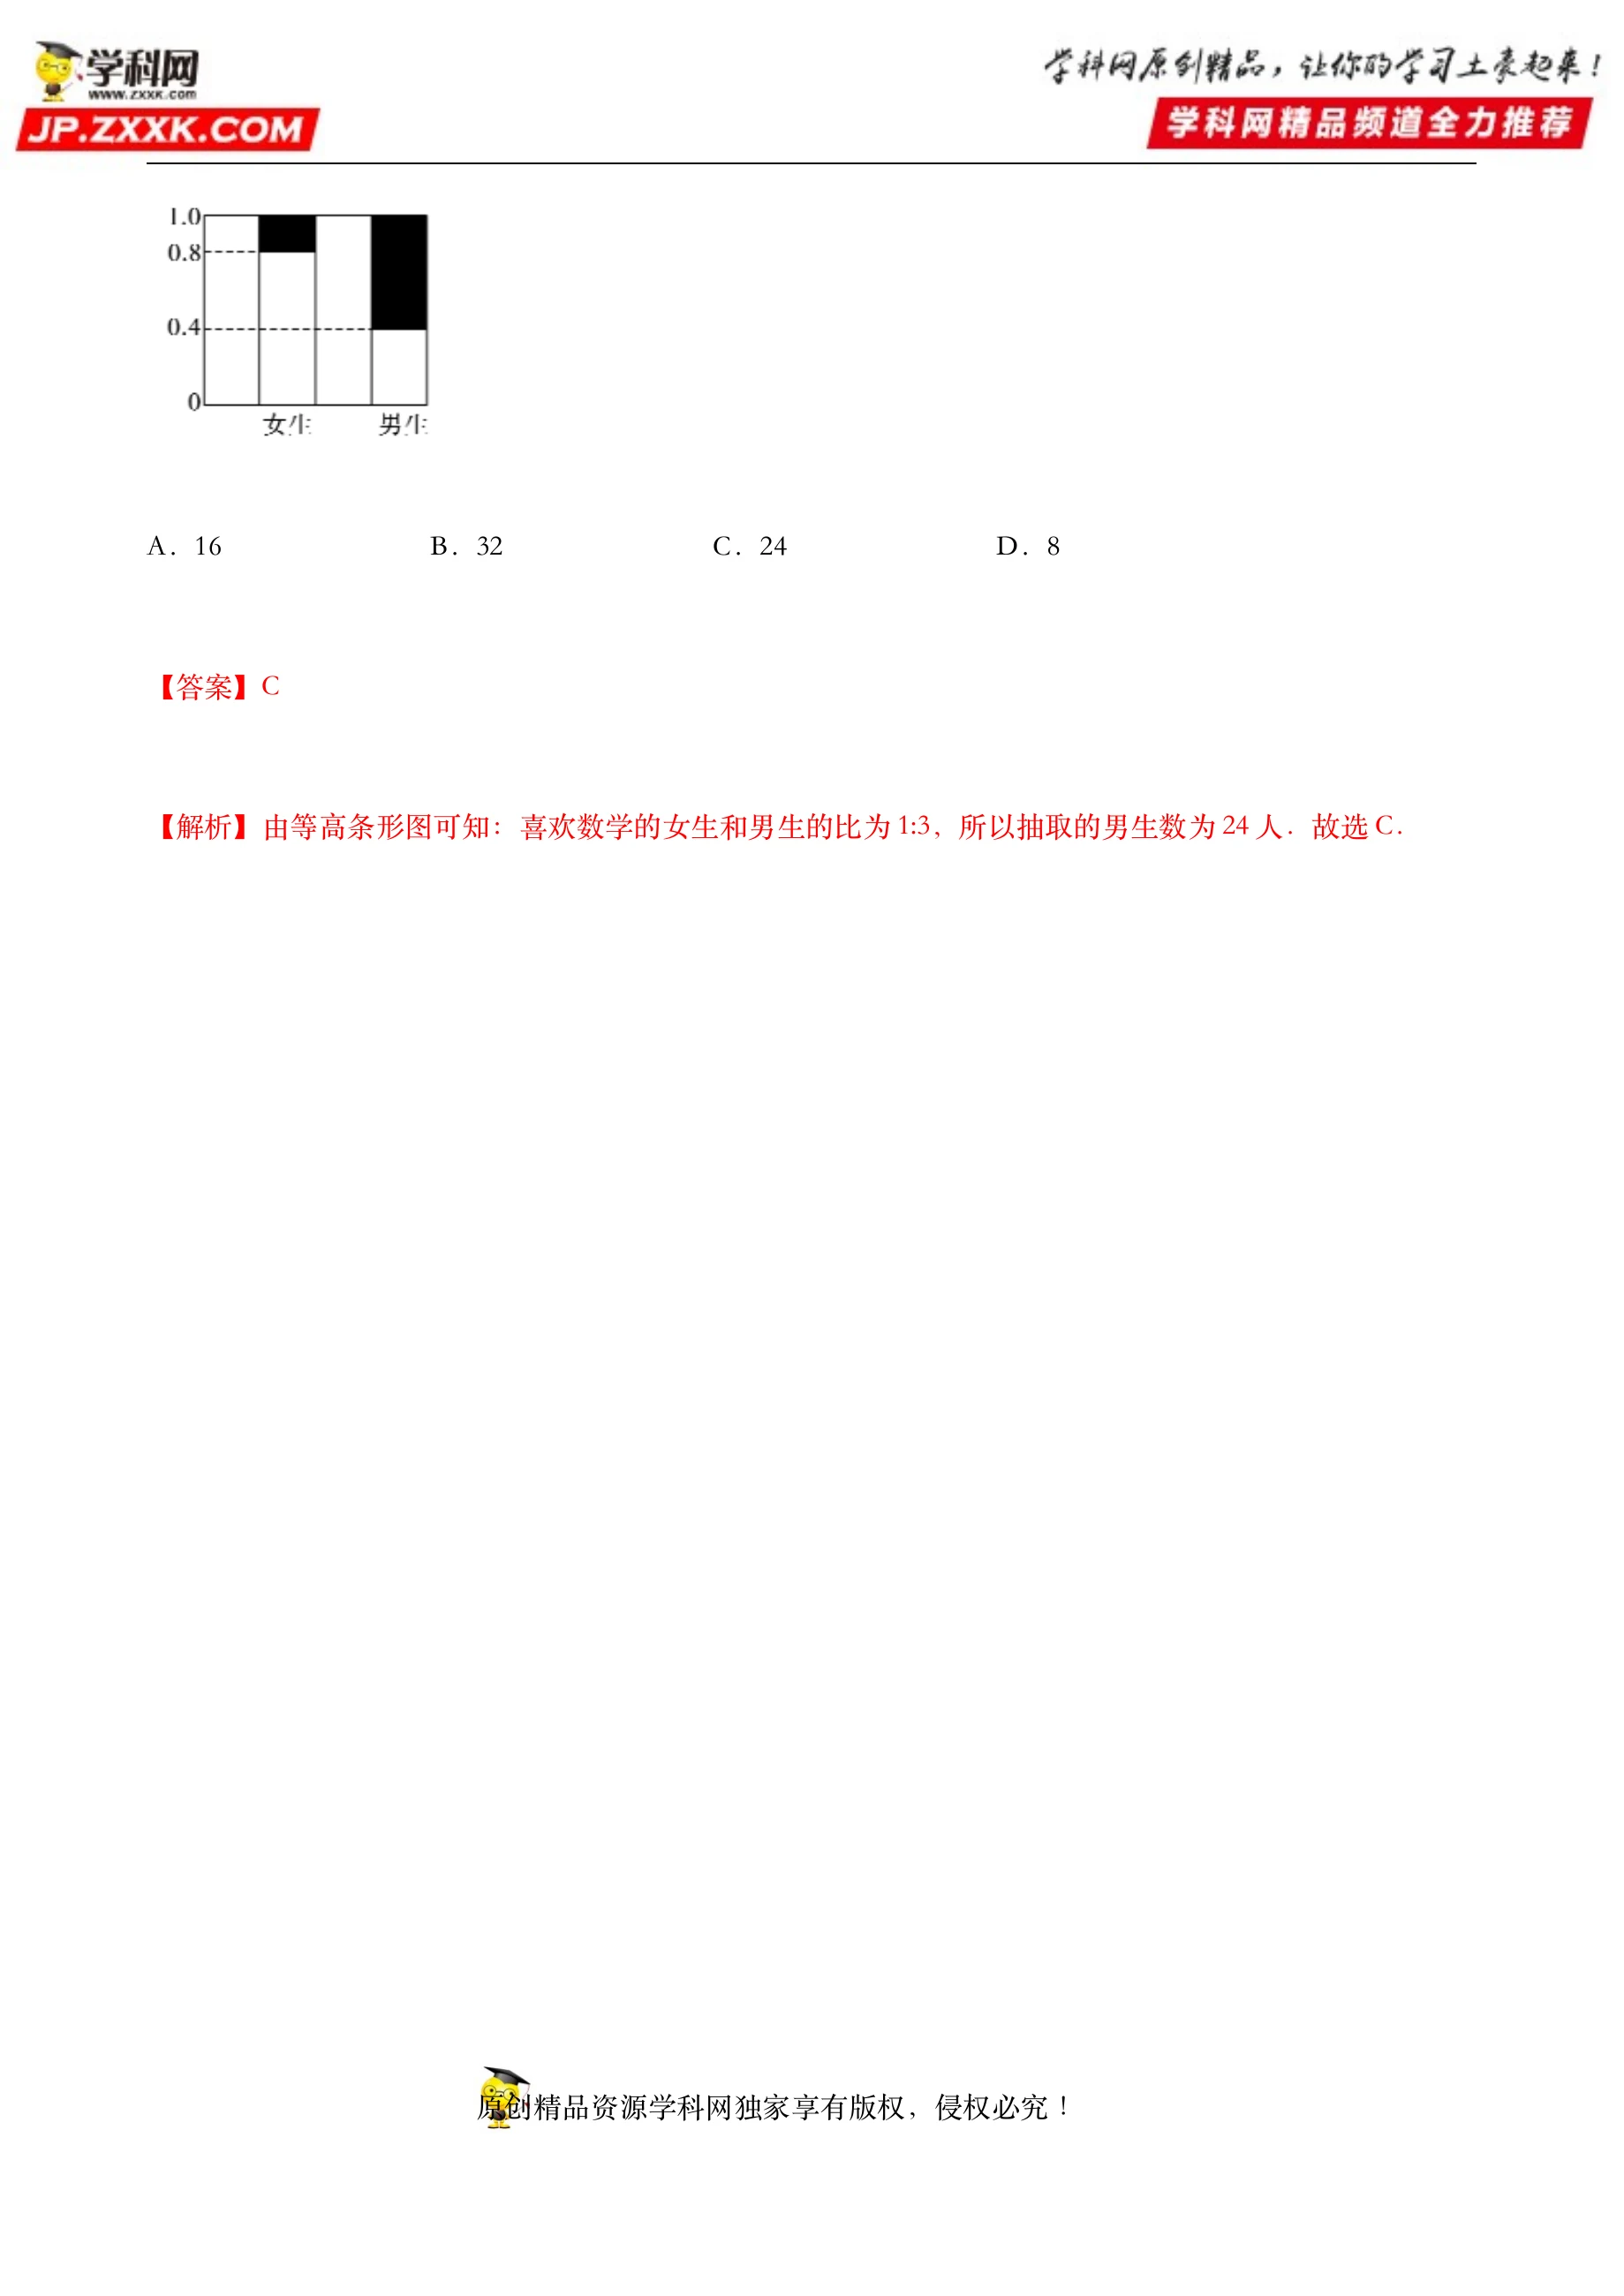 学科网
www.zxxk.com
JP.ZXXK.COM
学科网原创精品，让你的学习土豪起来！
学科网精品频道全力推荐
1.0
0.8
0.4
0
女生 男生
A．16 B．32 C．24 D．8
【答案】C
【解析】由等高条形图可知：喜欢数学的女生和男生的比为 1:3，所以抽取的男生数为 24 人．故选 C．
原创精品资源学科网独家享有版权，侵权必究！